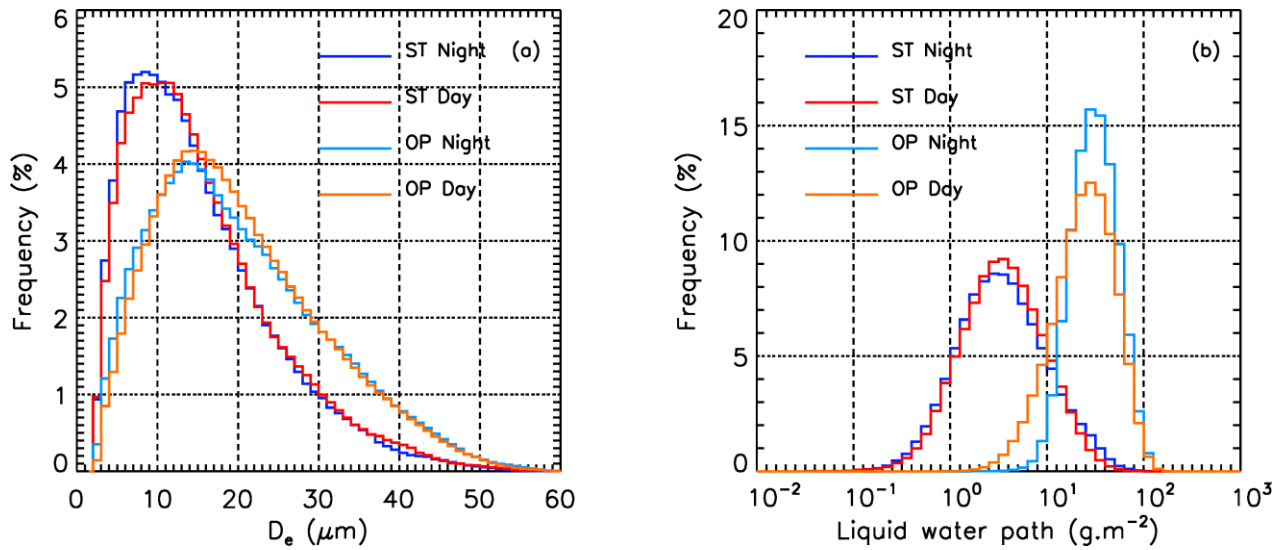 6
5
4
3
2
1
0
Frequency (%)
(a)
ST Night
ST Day
OP Night
OP Day
0 10 20 30 40 50 60
Dₑ (μm)
20
15
10
5
0
Frequency (%)
(b)
ST Night
ST Day
OP Night
OP Day
10⁻² 10⁻¹ 10⁰ 10¹ 10² 10³
Liquid water path (g.m⁻²)